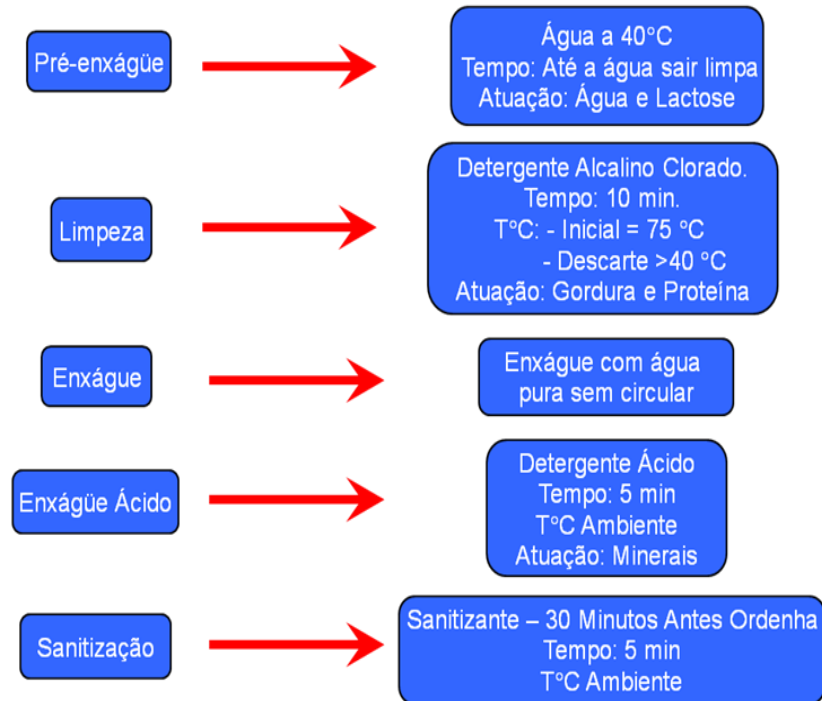 Pré-enxágüe
Água a 40°C
Tempo: Até a água sair limpa
Atuação: Água e Lactose
Limpeza
Detergente Alcalino Clorado.
Tempo: 10 min.
T°C: - Inicial = 75 °C
- Descarte >40 °C
Atuação: Gordura e Proteína
Enxágue
Enxágue com água
pura sem circular
Enxágüe Ácido
Detergente Ácido
Tempo: 5 min
T°C Ambiente
Atuação: Minerais
Sanitização
Sanitizante – 30 Minutos Antes Ordenha
Tempo: 5 min
T°C Ambiente